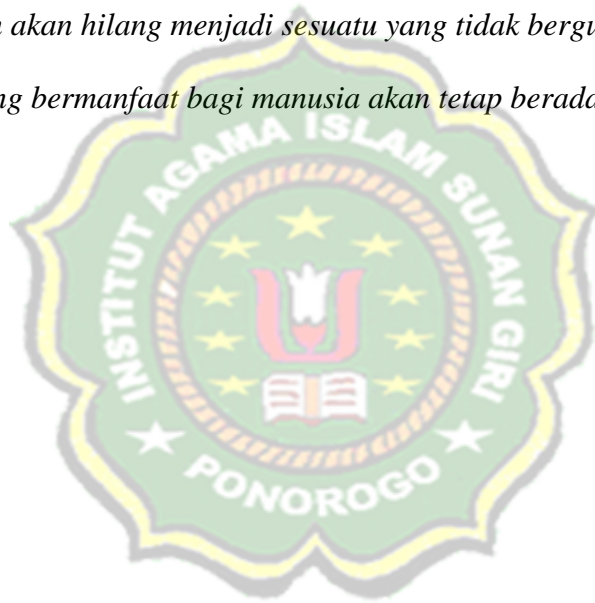 akan hilang menjadi sesuatu yang tidak bergu
ng bermanfaat bagi manusia akan tetap berada
INSTITUT AGAMA ISLAM SUNAN GIRI
PONOROGO